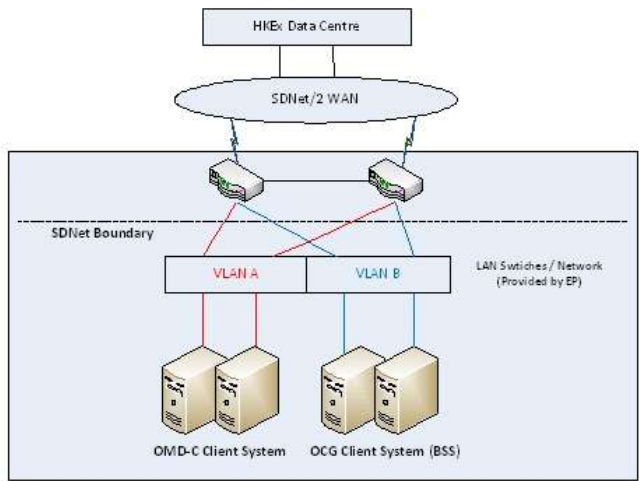 HKEx Data Centre
SDNet/2 WAN
SDNet Boundary
VLAN A
VLAN B
LAN Swtiches / Network
(Provided by EP)
OMD-C Client System
OCG Client System (BSS)